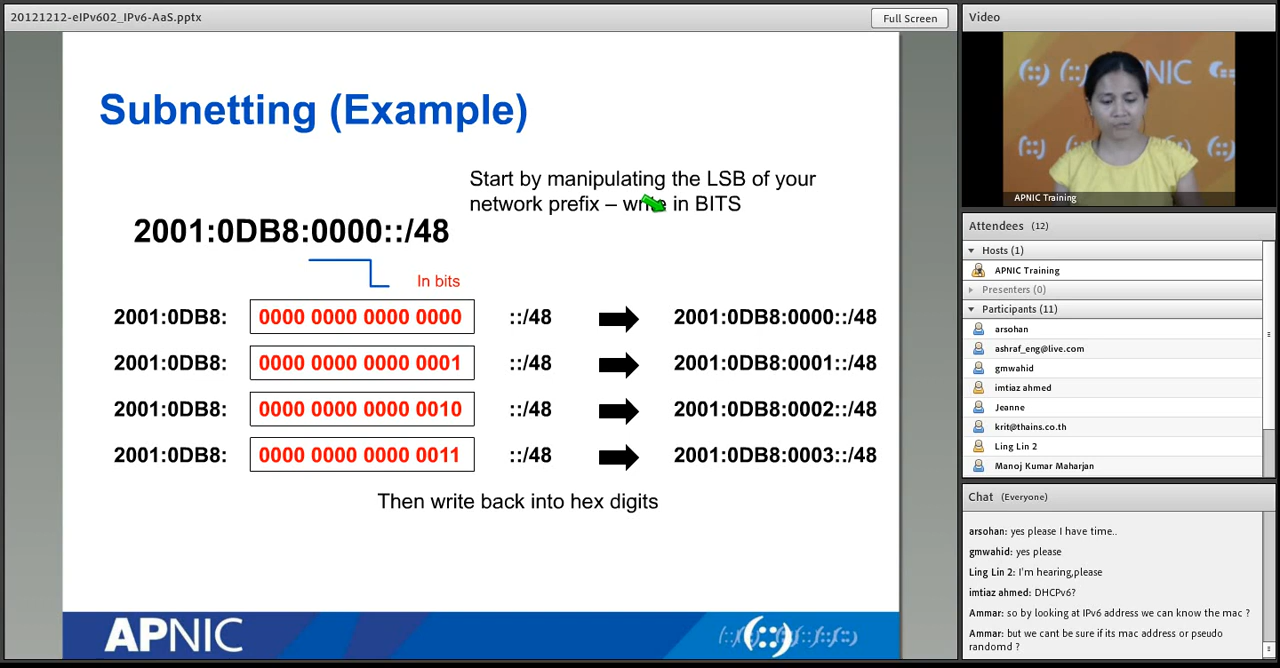 20121212-eIPv602_IPv6-AaS.pptx
Full Screen
Subnetting (Example)
Start by manipulating the LSB of your
network prefix – write in BITS
2001:0DB8:0000::/48
In bits
2001:0DB8: 0000 0000 0000 0000 ::/48 2001:0DB8:0000::/48
2001:0DB8: 0000 0000 0000 0001 ::/48 2001:0DB8:0001::/48
2001:0DB8: 0000 0000 0000 0010 ::/48 2001:0DB8:0002::/48
2001:0DB8: 0000 0000 0000 0011 ::/48 2001:0DB8:0003::/48
Then write back into hex digits
APNIC
(::)
Video
NIC
APNIC Training
Attendees (12)
Hosts (1)
APNIC Training
Presenters (0)
Participants (11)
arsohan
ashraf_eng@live.com
gmwahid
imtiaz ahmed
Jeanne
krit@thains.co.th
Ling Lin 2
Manoj Kumar Maharjan
Chat (Everyone)
arsohan: yes please I have time..
gmwahid: yes please
Ling Lin 2: I'm hearing,please
imtiaz ahmed: DHCPv6?
Ammar: so by looking at IPv6 address we can know the mac ?
Ammar: but we cant be sure if its mac address or pseudo
randomd ?